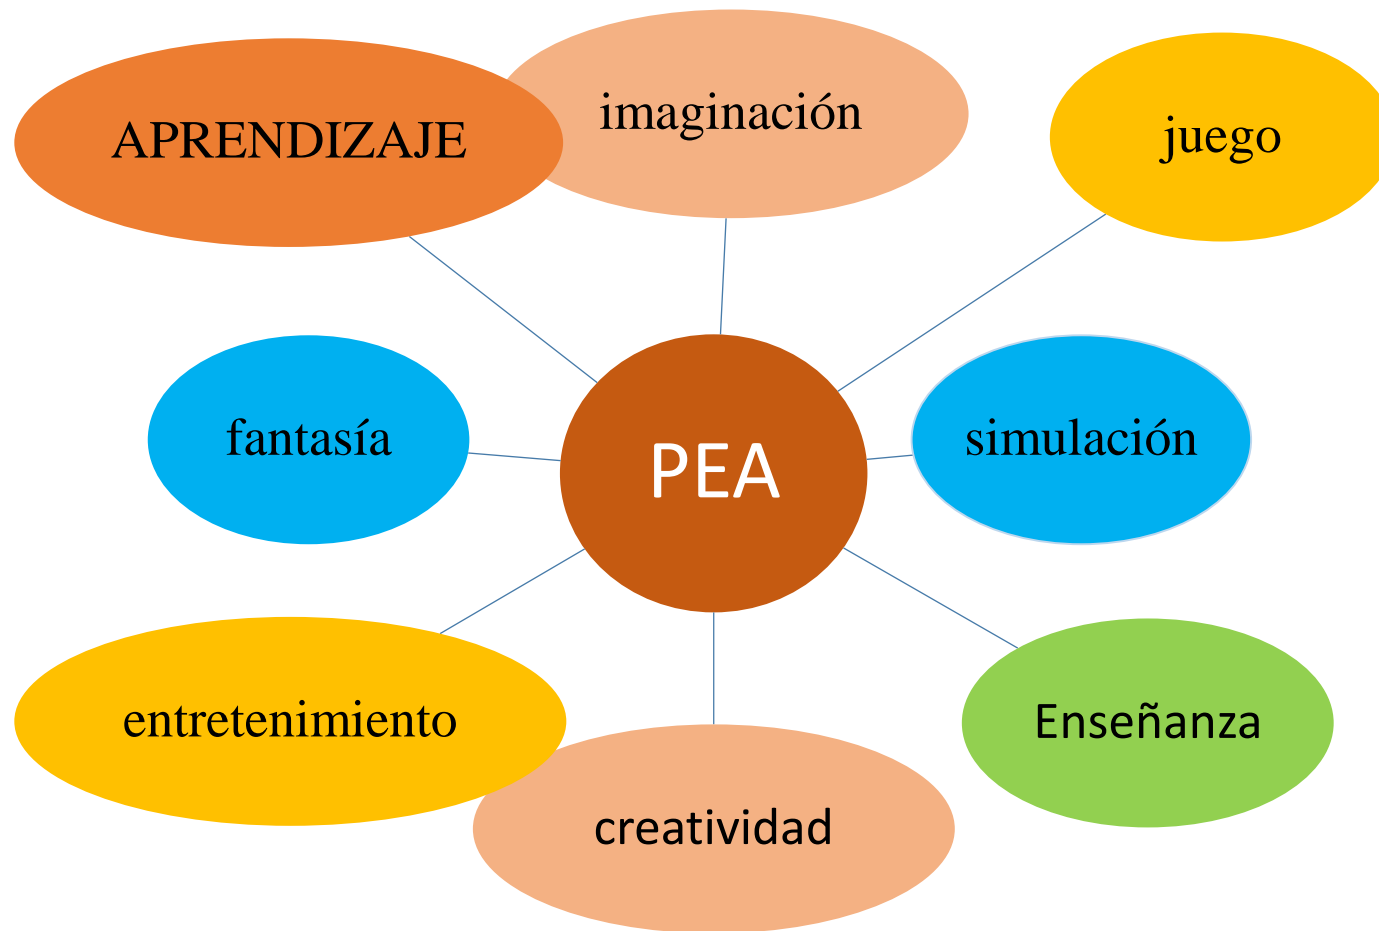 APRENDIZAJE
imaginación
juego
fantasía
PEA
simulación
entretenimiento
creatividad
Enseñanza